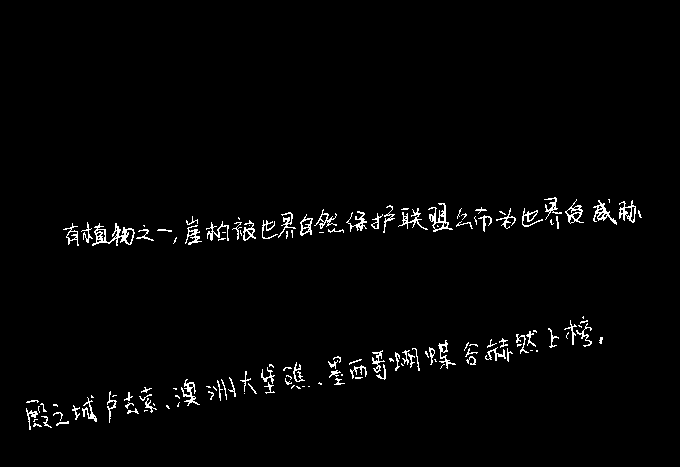 有植物之一,崖柏被世界自然保护联盟公布为世界受威胁
殿之城卢克索、澳洲大堡礁、墨西哥蝴蝶谷赫然上榜。